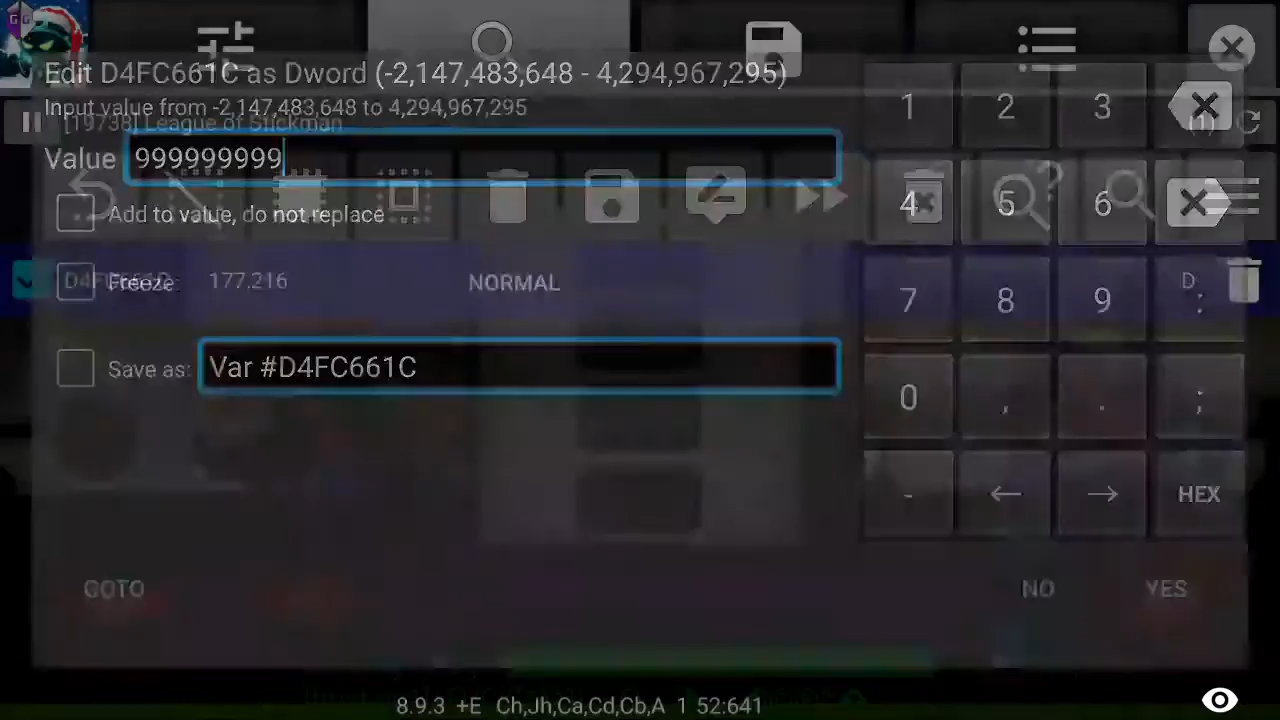 Edit D4FC661C as Dword (-2,147,483,648 - 4,294,967,295)
Input value from -2,147,483,648 to 4,294,967,295
[19738] League of Stickman
(1)
Value 999999999
Add to value, do not replace
Freeze
177.216
NORMAL
Save as: Var #D4FC661C
1 2 3
4 5 6
7 8 9 D :
0 , . ;
- ← → HEX
GOTO NO YES
8.9.3 +E Ch,Jh,Ca,Cd,Cb,A 1 52:641